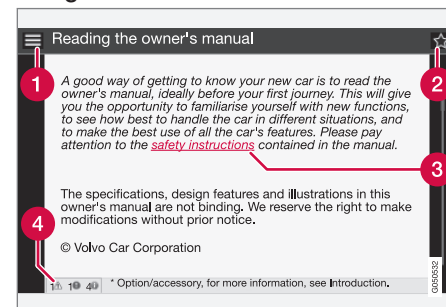 Reading the owner's manual
1
2
A good way of getting to know your new car is to read the
owner's manual, ideally before your first journey. This will give
you the opportunity to familiarise yourself with new functions,
to see how best to handle the car in different situations, and
to make the best use of all the car's features. Please pay
attention to the safety instructions contained in the manual.
3
The specifications, design features and illustrations in this
owner's manual are not binding. We reserve the right to make
modifications without prior notice.
4
© Volvo Car Corporation
1 1 4 * Option/accessory, for more information, see Introduction.
G050532